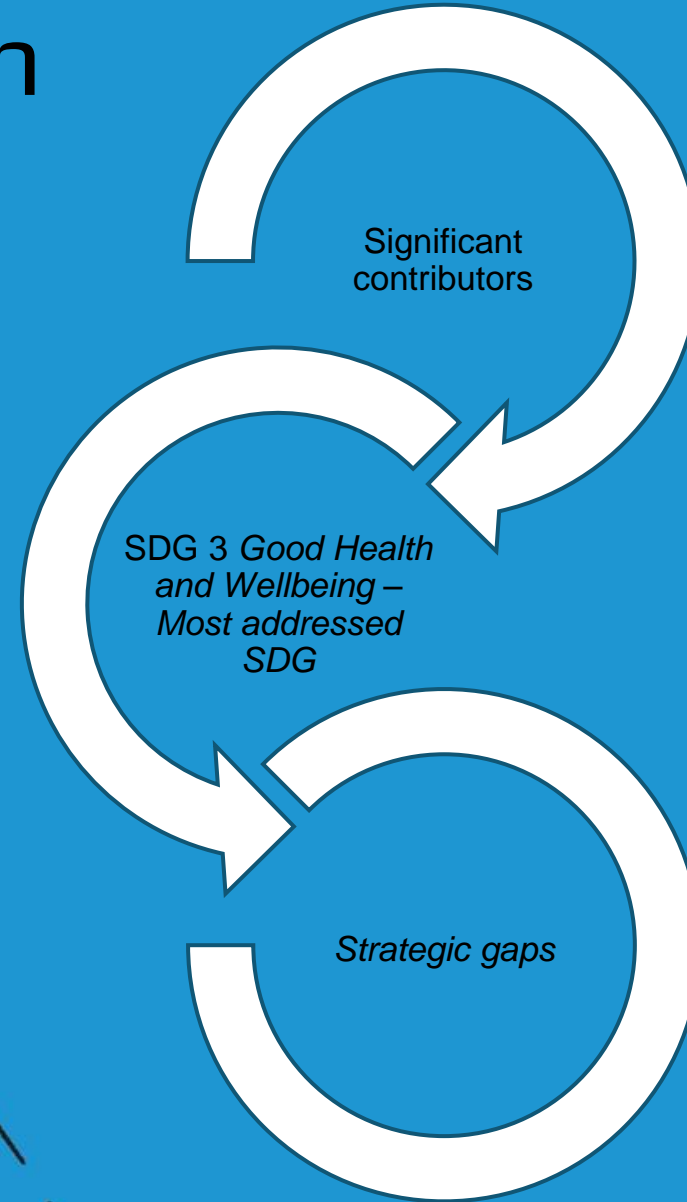 n
Significant
contributors
SDG 3 Good Health
and Wellbeing –
Most addressed
SDG
Strategic gaps